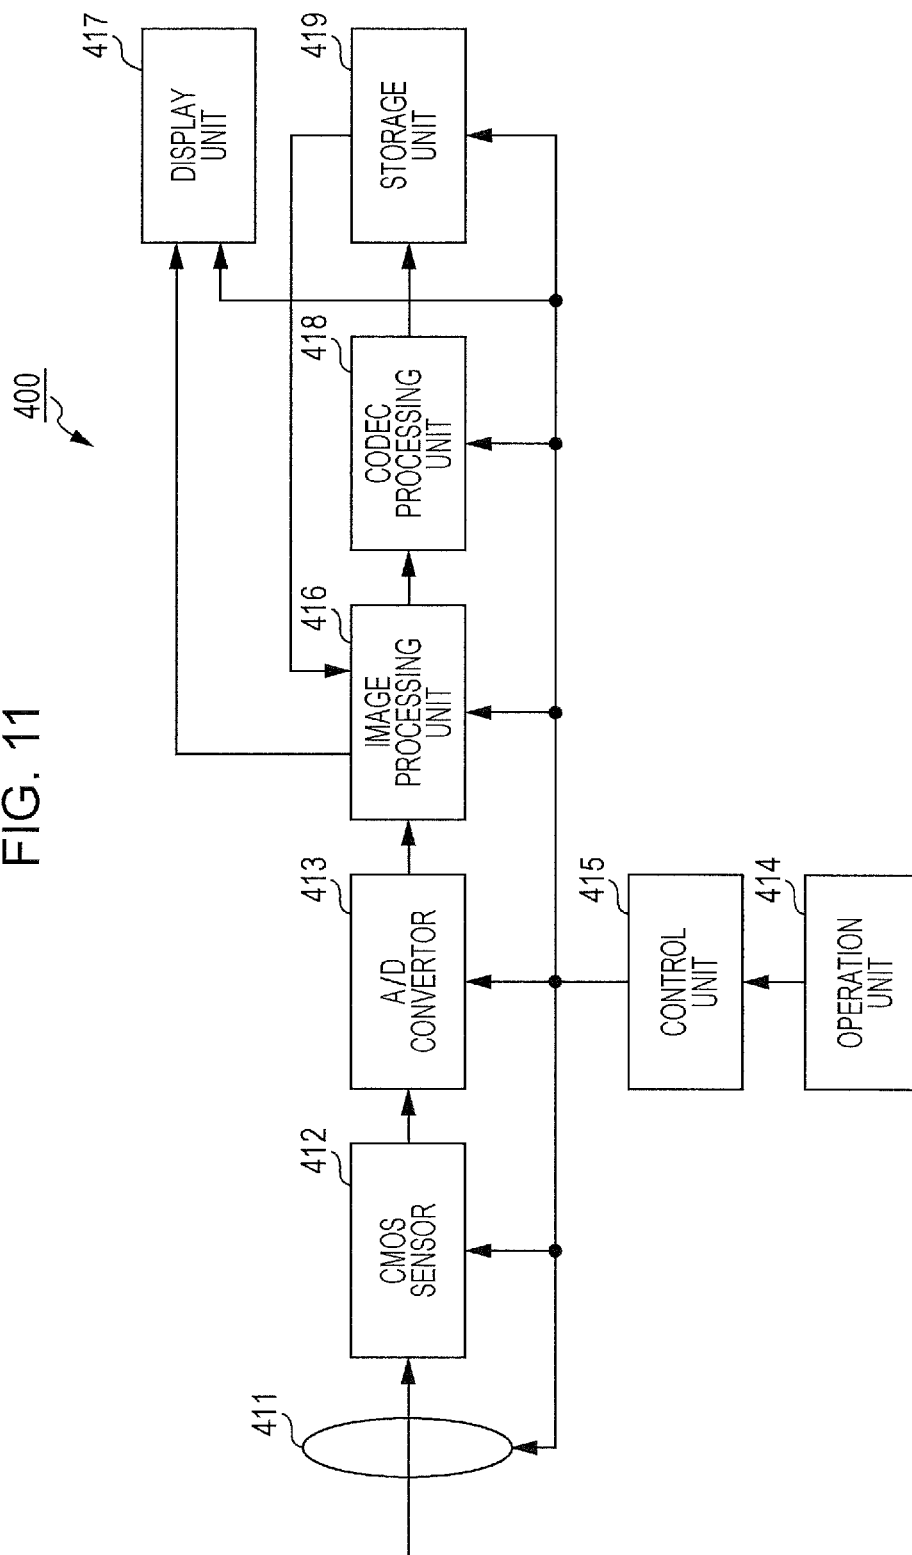 FIG. 11
400
411
412
CMOS
SENSOR
413
A/D
CONVERTOR
416
IMAGE
PROCESSING
UNIT
418
CODEC
PROCESSING
UNIT
419
STORAGE
UNIT
417
DISPLAY
UNIT
415
CONTROL
UNIT
414
OPERATION
UNIT